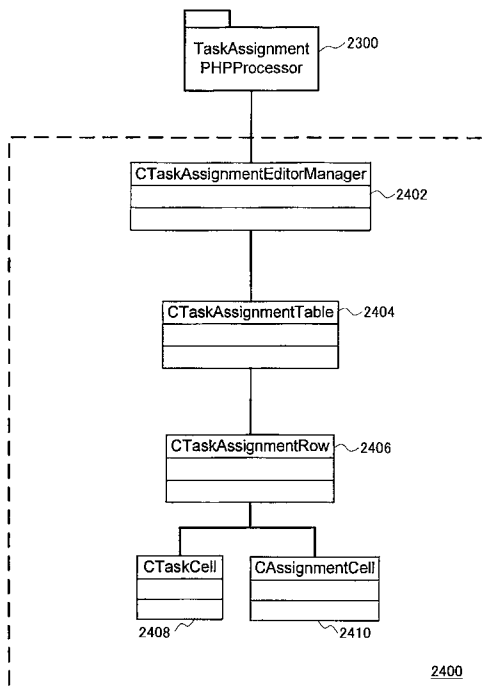 TaskAssignment
PHPProcessor
2300
CTaskAssignmentEditorManager
2402
CTaskAssignmentTable
2404
CTaskAssignmentRow
2406
CTaskCell
CAssignmentCell
2408
2410
2400